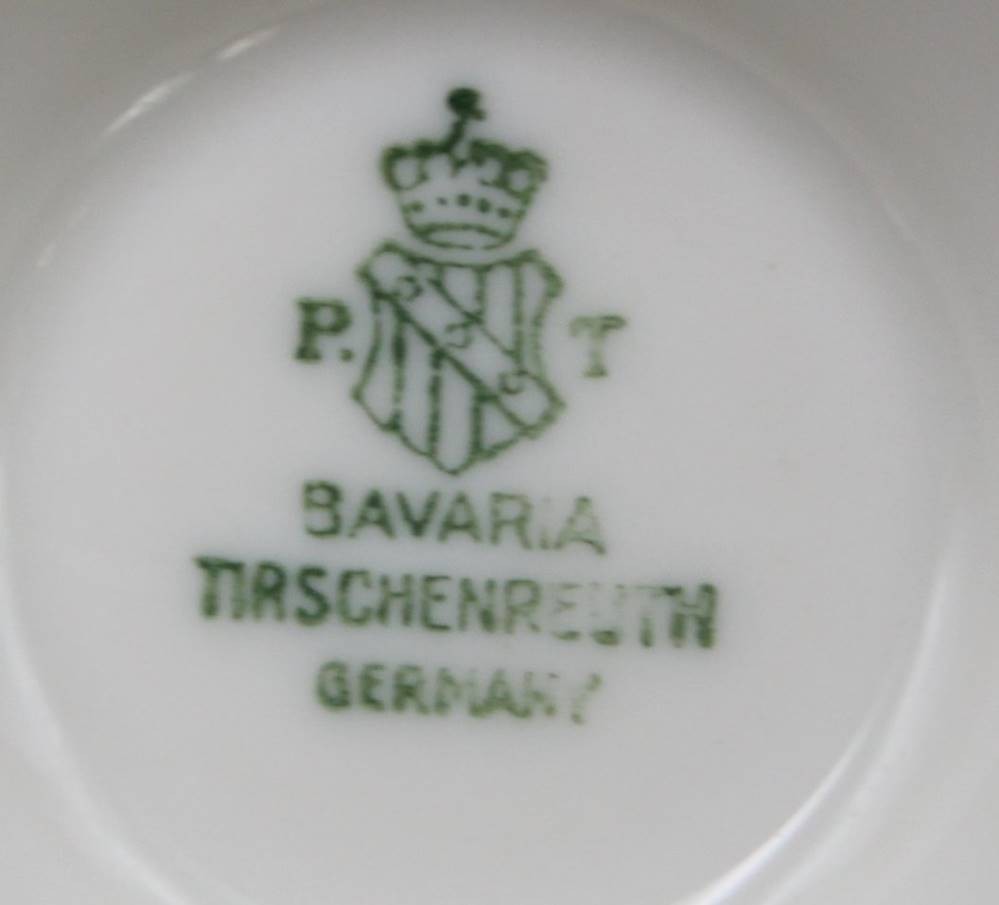 P. T
BAVARIA
TIRSCHENREUTH
GERMANY